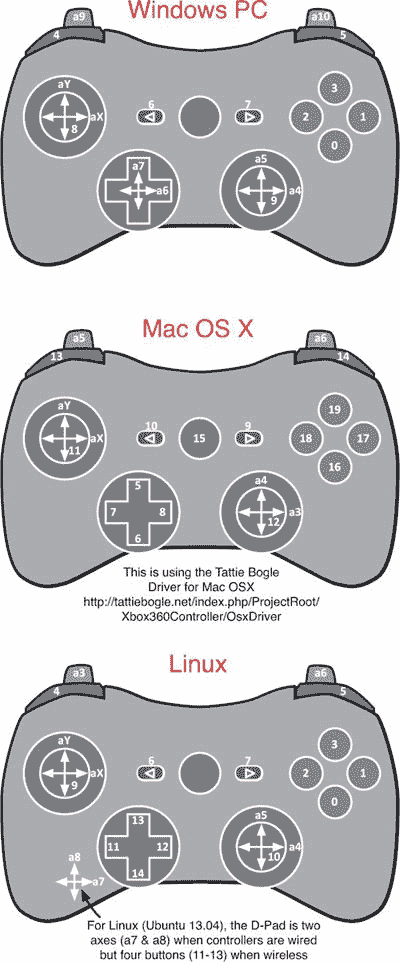 Windows PC
a9 a10
4 5
aY 6 7 3
aX 2 1
8 0
a7 a5
a6 a4
9
Mac OS X
a5 a6
13 14
aY 10 9 19
aX 15 18 17
11 16
5 a4
7 8 a3
12
6
This is using the Tattie Bogle
Driver for Mac OSX
http://tattiebogle.net/index.php/ProjectRoot/
Xbox360Controller/OsxDriver
Linux
a3 a6
4 5
aY 6 7 3
aX 2 1
9 0
13 a5
11 12 a4
10
14
a8
a7
For Linux (Ubuntu 13.04), the D-Pad is two
axes (a7 & a8) when controllers are wired
but four buttons (11-13) when wireless